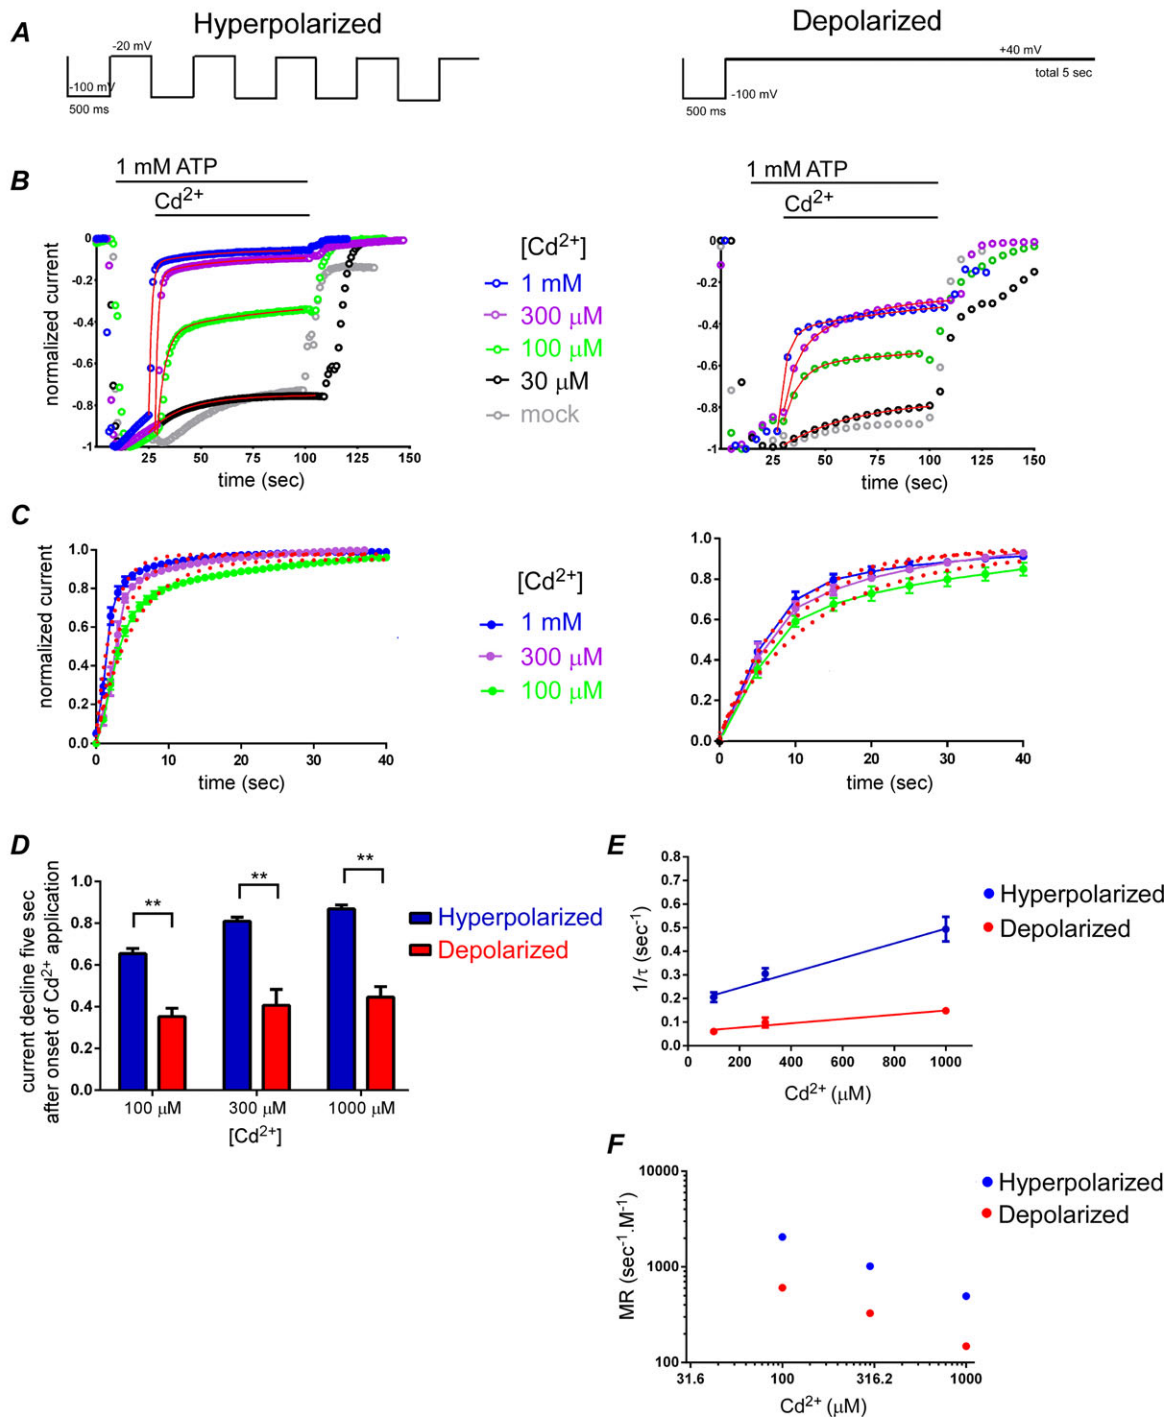 A
Hyperpolarized
-20 mV
-100 mV
500 ms
Depolarized
+40 mV
total 5 sec
-100 mV
500 ms
B
1 mM ATP
Cd²⁺
normalized current
0
-0.2
-0.4
-0.6
-0.8
-1
25 50 75 100 125 150
time (sec)
[Cd²⁺]
1 mM
300 µM
100 µM
30 µM
mock
1 mM ATP
Cd²⁺
0
-0.2
-0.4
-0.6
-0.8
-1
25 50 75 100 125 150
time (sec)
C
normalized current
1.0
0.8
0.6
0.4
0.2
0.0
0 10 20 30 40
time (sec)
[Cd²⁺]
1 mM
300 µM
100 µM
1.0
0.8
0.6
0.4
0.2
0.0
0 10 20 30 40
time (sec)
D
current decline five sec
after onset of Cd²⁺ application
1.0
0.8
0.6
0.4
0.2
0.0
**
**
**
100 µM 300 µM 1000 µM
[Cd²⁺]
Hyperpolarized
Depolarized
E
1/τ (sec⁻¹)
0.8
0.7
0.6
0.5
0.4
0.3
0.2
0.1
0.0
0 200 400 600 800 1000
Cd²⁺ (µM)
Hyperpolarized
Depolarized
F
MR (sec⁻¹.M⁻¹)
10000
1000
100
31.6 100 316.2 1000
Cd²⁺ (µM)
Hyperpolarized
Depolarized